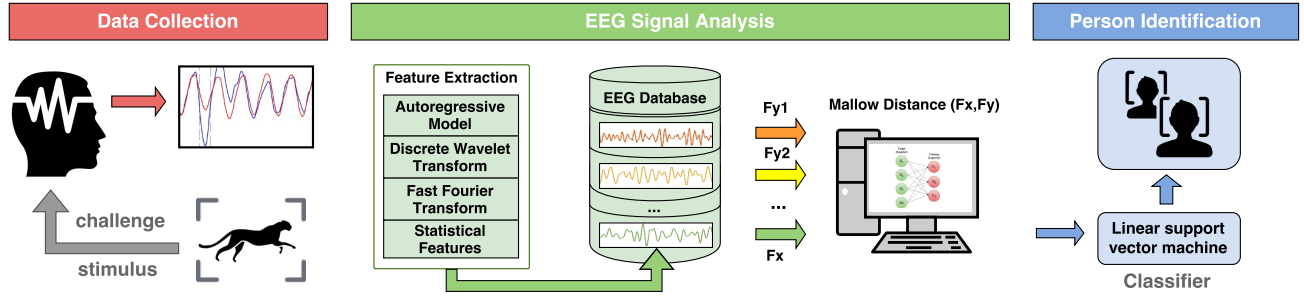 Data Collection
EEG Signal Analysis
Person Identification
challenge
stimulus
Feature Extraction
Autoregressive
Model
Discrete Wavelet
Transform
Fast Fourier
Transform
Statistical
Features
EEG Database
...
Fy1
Fy2
...
Fx
Mallow Distance (Fx,Fy)
Linear support
vector machine
Classifier